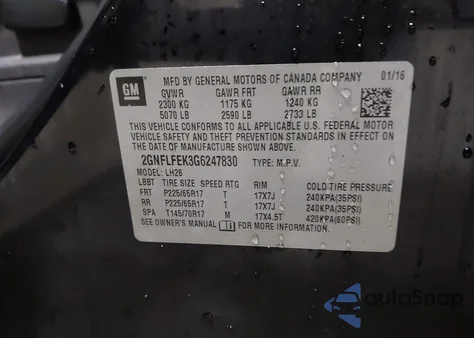 GM
MFD BY GENERAL MOTORS OF CANADA COMPANY 01/16
GVWR GAWR FRT GAWR RR
2300 KG 1175 KG 1240 KG
5070 LB 2590 LB 2733 LB
THIS VEHICLE CONFORMS TO ALL APPLICABLE U.S. FEDERAL MOTOR
VEHICLE SAFETY AND THEFT PREVENTION STANDARDS IN EFFECT ON
THE DATE OF MANUFACTURE SHOWN ABOVE.
2GNFLFEK3G6247830 TYPE: M.P.V.
MODEL: LH26
LBBT TIRE SIZE SPEED RTG RIM COLD TIRE PRESSURE
FRT P225/65R17 T 17X7J 240KPA(35PSI)
RR P225/65R17 T 17X7J 240KPA(35PSI)
SPA T145/70R17 M 17X4.5T 420KPA(60PSI)
SEE OWNER'S MANUAL FOR MORE INFORMATION.
autoSnap